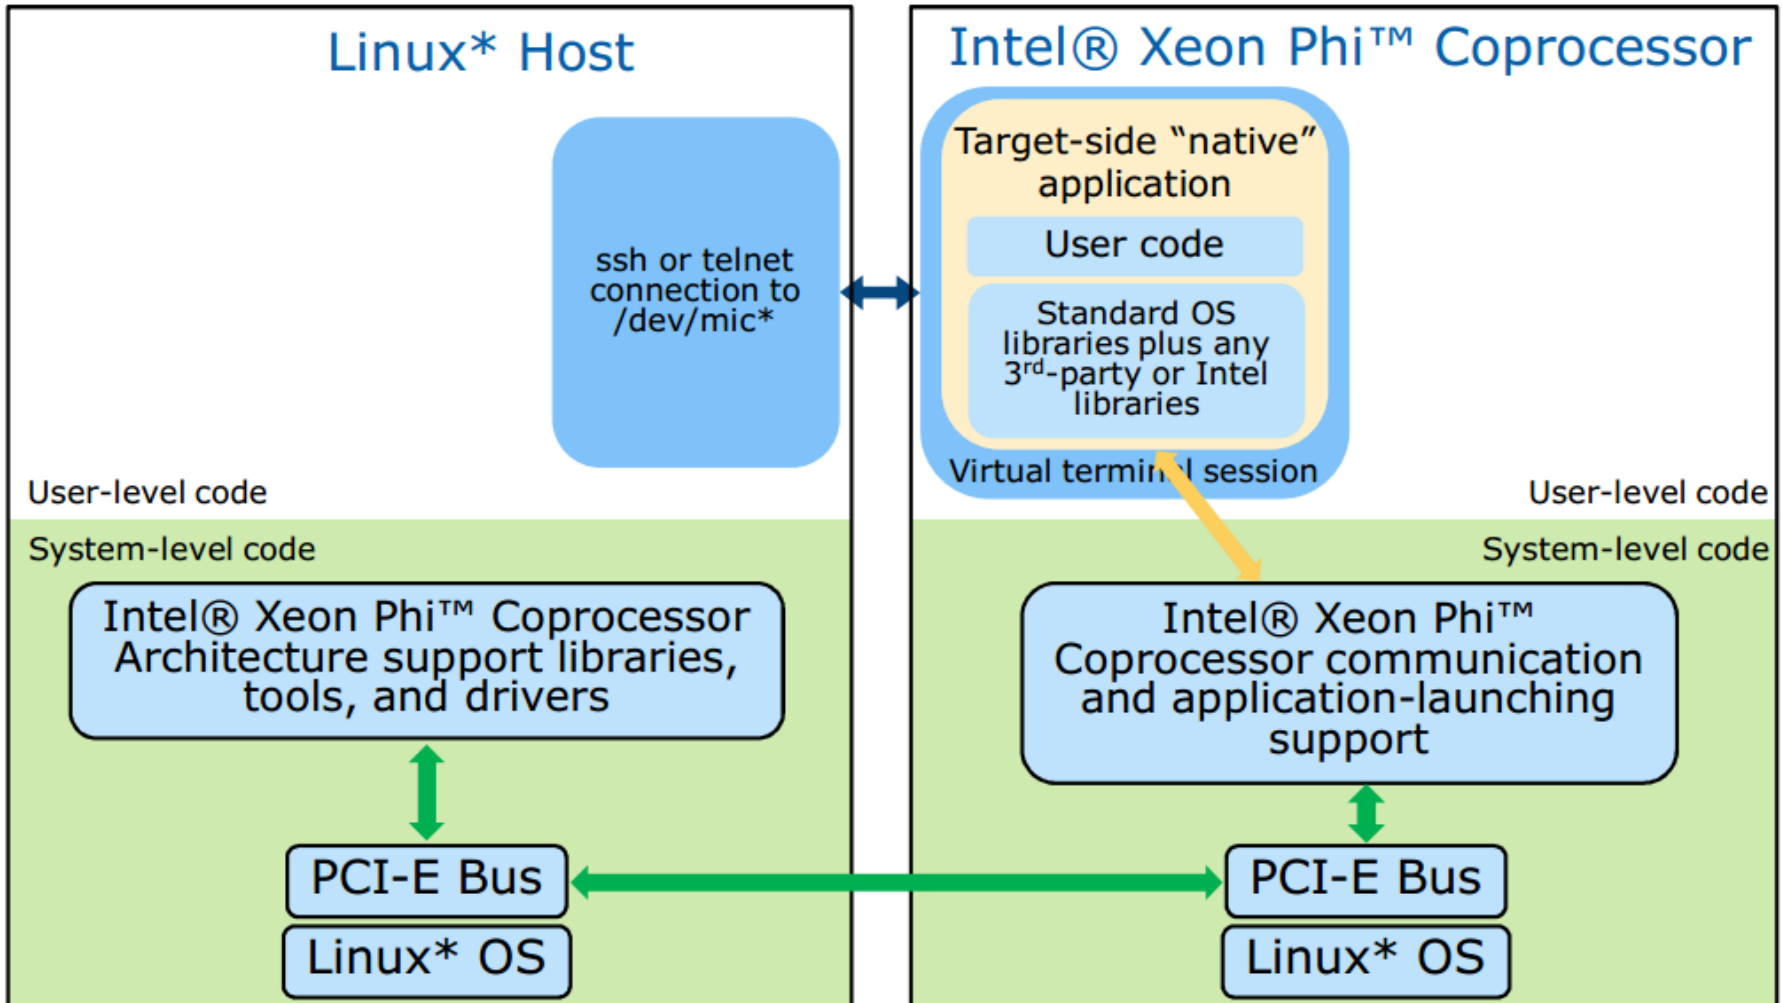 Linux* Host
ssh or telnet
connection to
/dev/mic*
User-level code
System-level code
Intel® Xeon Phi™ Coprocessor
Architecture support libraries,
tools, and drivers
PCI-E Bus
Linux* OS
Intel® Xeon Phi™ Coprocessor
Target-side “native”
application
User code
Standard OS
libraries plus any
3rd-party or Intel
libraries
Virtual terminal session
User-level code
System-level code
Intel® Xeon Phi™
Coprocessor communication
and application-launching
support
PCI-E Bus
Linux* OS